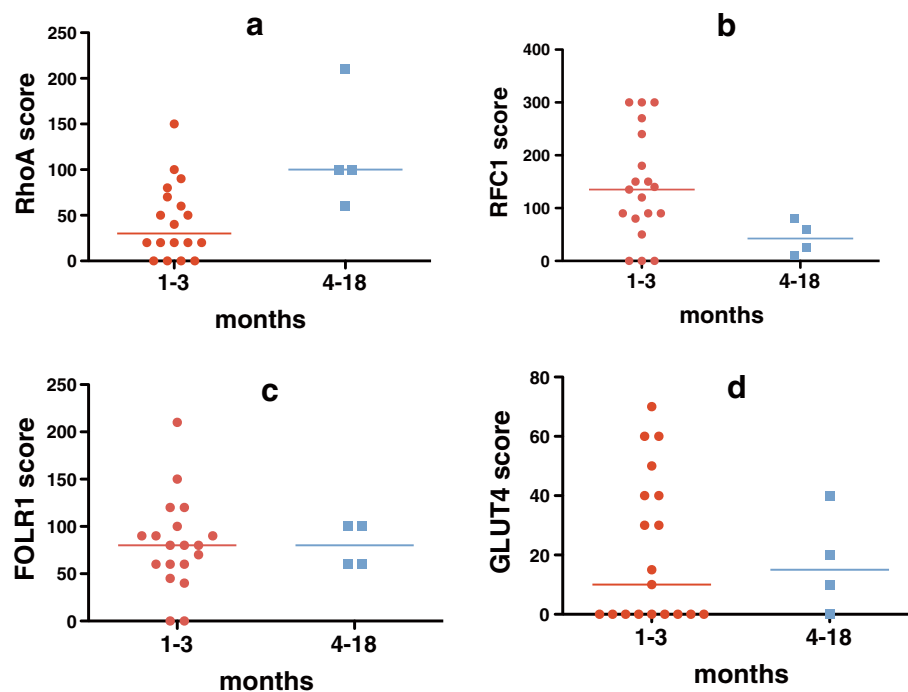 a
RhoA score
250
200
150
100
50
0
1-3
4-18
months
b
RFC1 score
400
300
200
100
0
1-3
4-18
months
c
FOLR1 score
250
200
150
100
50
0
1-3
4-18
months
d
GLUT4 score
80
60
40
20
0
1-3
4-18
months